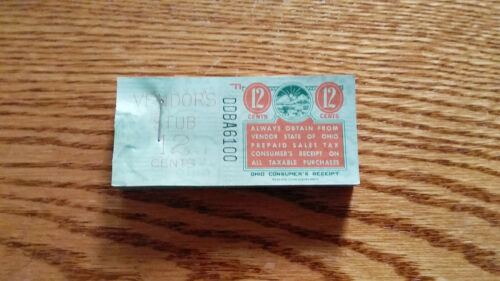 VENDOR'S
STUB
12
CENTS
DDBA6100
12
CENTS
12
CENTS
ALWAYS OBTAIN FROM
VENDOR STATE OF OHIO
PREPAID SALES TAX
CONSUMER'S RECEIPT ON
ALL TAXABLE PURCHASES
OHIO CONSUMER'S RECEIPT